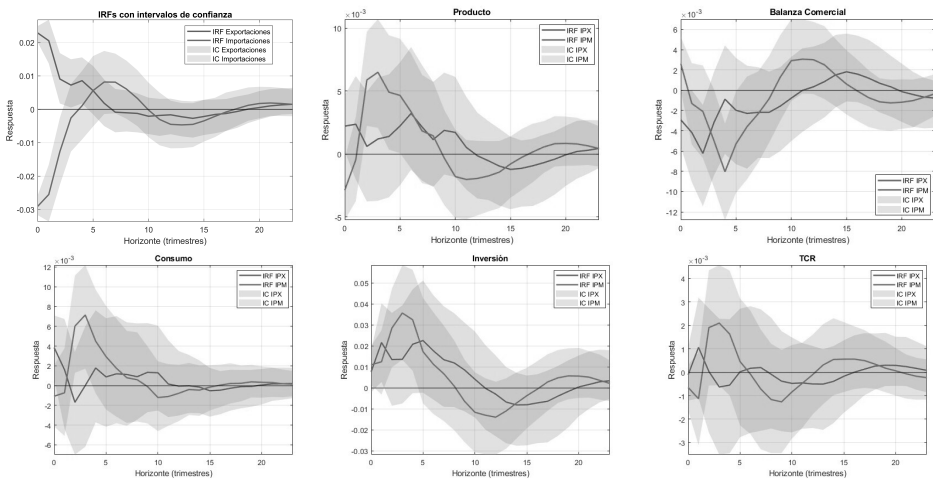 IRFs con intervalos de confianza
0.02
0.01
0
-0.01
-0.02
-0.03
Respuesta
0 5 10 15 20
Horizonte (trimestres)
IRF Exportaciones
IRF Importaciones
IC Exportaciones
IC Importaciones
Producto
×10⁻³
10
5
0
-5
Respuesta
0 5 10 15 20
Horizonte (trimestres)
IRF IPX
IRF IPM
IC IPX
IC IPM
Balanza Comercial
×10⁻³
6
4
2
0
-2
-4
-6
-8
-10
-12
Respuesta
0 5 10 15 20
Horizonte (trimestres)
IRF IPX
IRF IPM
IC IPX
IC IPM
Consumo
×10⁻³
12
10
8
6
4
2
0
-2
-4
-6
Respuesta
0 5 10 15 20
Horizonte (trimestres)
IRF IPX
IRF IPM
IC IPX
IC IPM
Inversión
0.05
0.04
0.03
0.02
0.01
0
-0.01
-0.02
-0.03
Respuesta
0 5 10 15 20
Horizonte (trimestres)
IRF IPX
IRF IPM
IC IPX
IC IPM
TCR
×10⁻³
4
3
2
1
0
-1
-2
-3
Respuesta
0 5 10 15 20
Horizonte (trimestres)
IRF IPX
IRF IPM
IC IPX
IC IPM